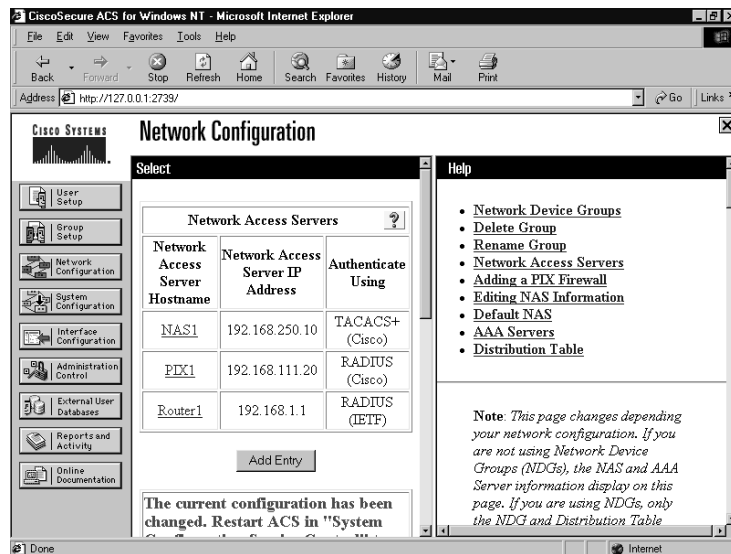 CiscoSecure ACS for Windows NT - Microsoft Internet Explorer
File Edit View Favorites Tools Help
Back Forward Stop Refresh Home Search Favorites History Mail Print
Address http://127.0.0.1:2739/ Go Links
CISCO SYSTEMS
Network Configuration
User Setup
Group Setup
Network Configuration
System Configuration
Interface Configuration
Administration Control
External User Databases
Reports and Activity
Online Documentation
Select
Network Access Servers ?
Network Access Server Hostname
Network Access Server IP Address
Authenticate Using
NAS1 192.168.250.10 TACACS+ (Cisco)
PIX1 192.168.111.20 RADIUS (Cisco)
Router1 192.168.1.1 RADIUS (IETF)
Add Entry
The current configuration has been
changed. Restart ACS in "System
Help
Network Device Groups
Delete Group
Rename Group
Network Access Servers
Adding a PIX Firewall
Editing NAS Information
Default NAS
AAA Servers
Distribution Table
Note: This page changes depending
your network configuration. If you
are not using Network Device
Groups (NDGs), the NAS and AAA
Server information display on this
page. If you are using NDGs, only
the NDG and Distribution Table
Done Internet